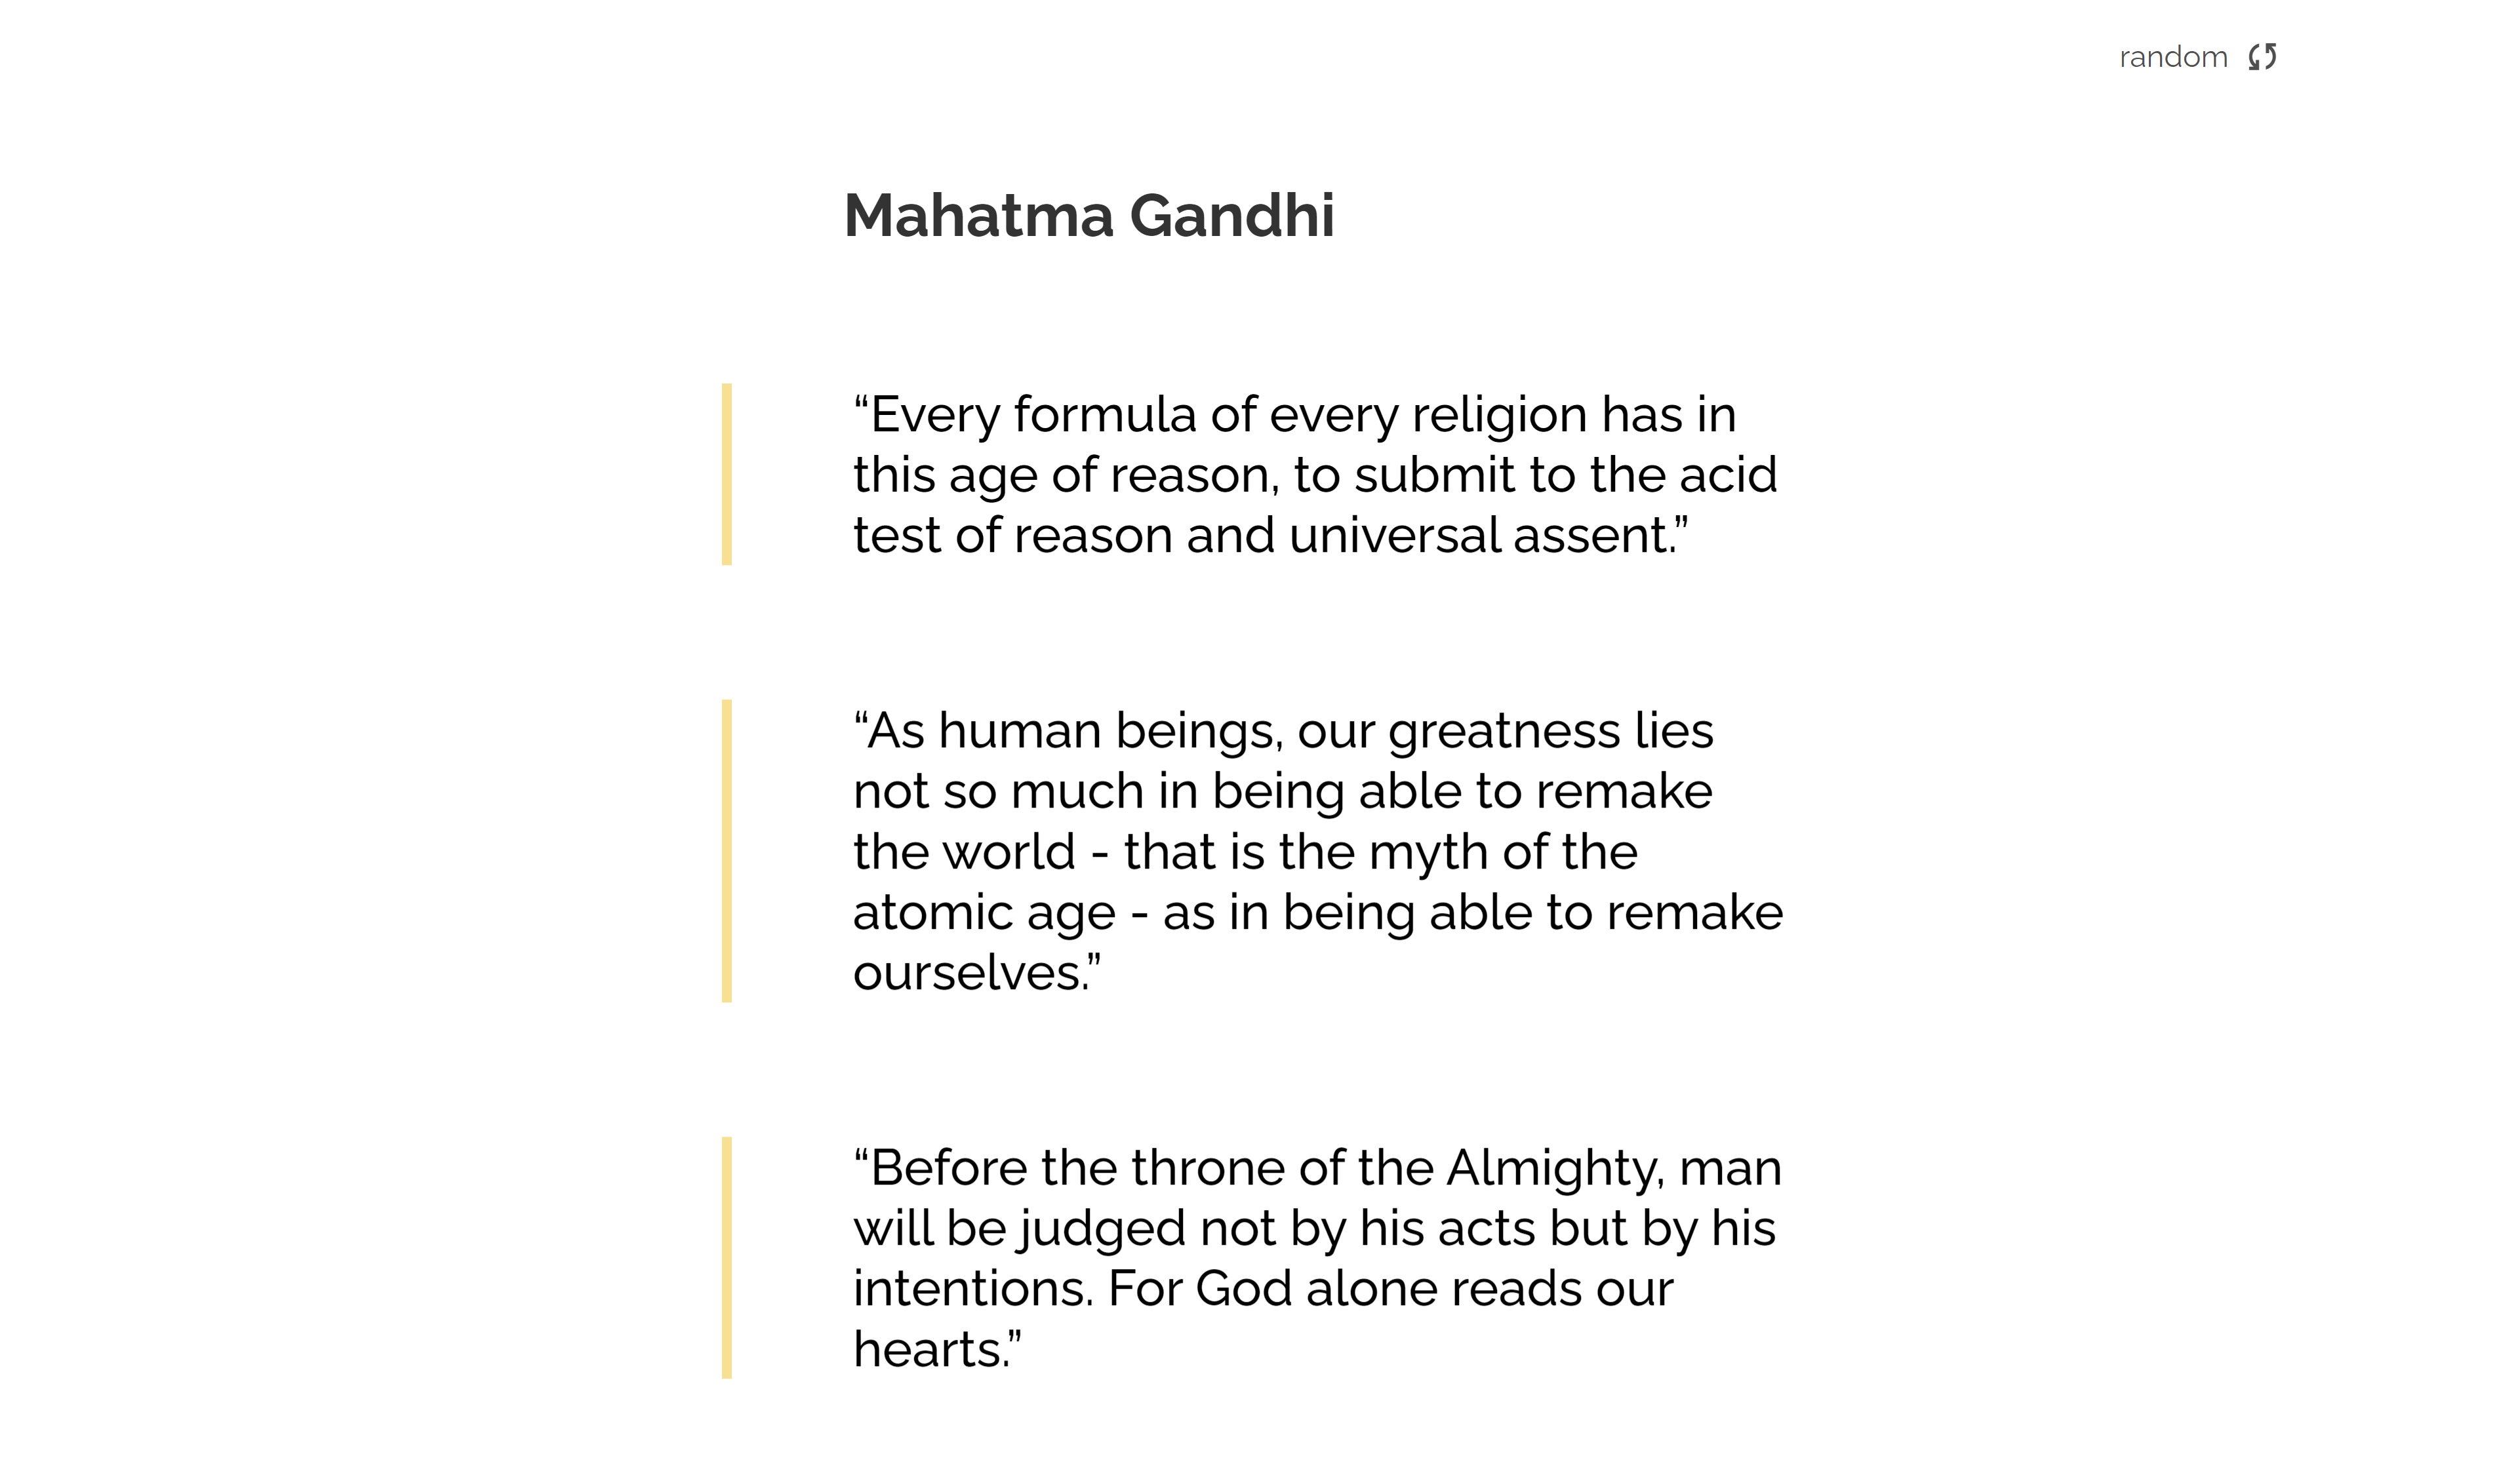 random
Mahatma Gandhi
“Every formula of every religion has in
this age of reason, to submit to the acid
test of reason and universal assent.”
“As human beings, our greatness lies
not so much in being able to remake
the world - that is the myth of the
atomic age - as in being able to remake
ourselves.”
“Before the throne of the Almighty, man
will be judged not by his acts but by his
intentions. For God alone reads our
hearts.”